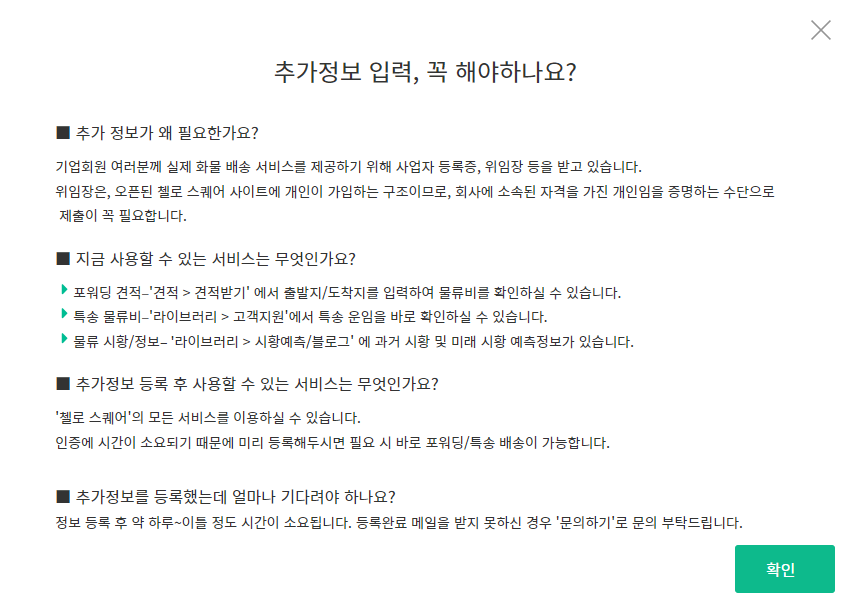 추가정보 입력, 꼭 해야하나요?
■ 추가 정보가 왜 필요한가요?
기업회원 여러분께 실제 화물 배송 서비스를 제공하기 위해 사업자 등록증, 위임장 등을 받고 있습니다.
위임장은, 오픈된 첼로 스퀘어 사이트에 개인이 가입하는 구조이므로, 회사에 소속된 자격을 가진 개인임을 증명하는 수단으로
제출이 꼭 필요합니다.
■ 지금 사용할 수 있는 서비스는 무엇인가요?
포워딩 견적–'견적 > 견적받기' 에서 출발지/도착지를 입력하여 물류비를 확인하실 수 있습니다.
특송 물류비–'라이브러리 > 고객지원'에서 특송 운임을 바로 확인하실 수 있습니다.
물류 시황/정보– '라이브러리 > 시황예측/블로그' 에 과거 시황 및 미래 시황 예측정보가 있습니다.
■ 추가정보 등록 후 사용할 수 있는 서비스는 무엇인가요?
'첼로 스퀘어'의 모든 서비스를 이용하실 수 있습니다.
인증에 시간이 소요되기 때문에 미리 등록해두시면 필요 시 바로 포워딩/특송 배송이 가능합니다.
■ 추가정보를 등록했는데 얼마나 기다려야 하나요?
정보 등록 후 약 하루~이틀 정도 시간이 소요됩니다. 등록완료 메일을 받지 못하신 경우 '문의하기'로 문의 부탁드립니다.
확인